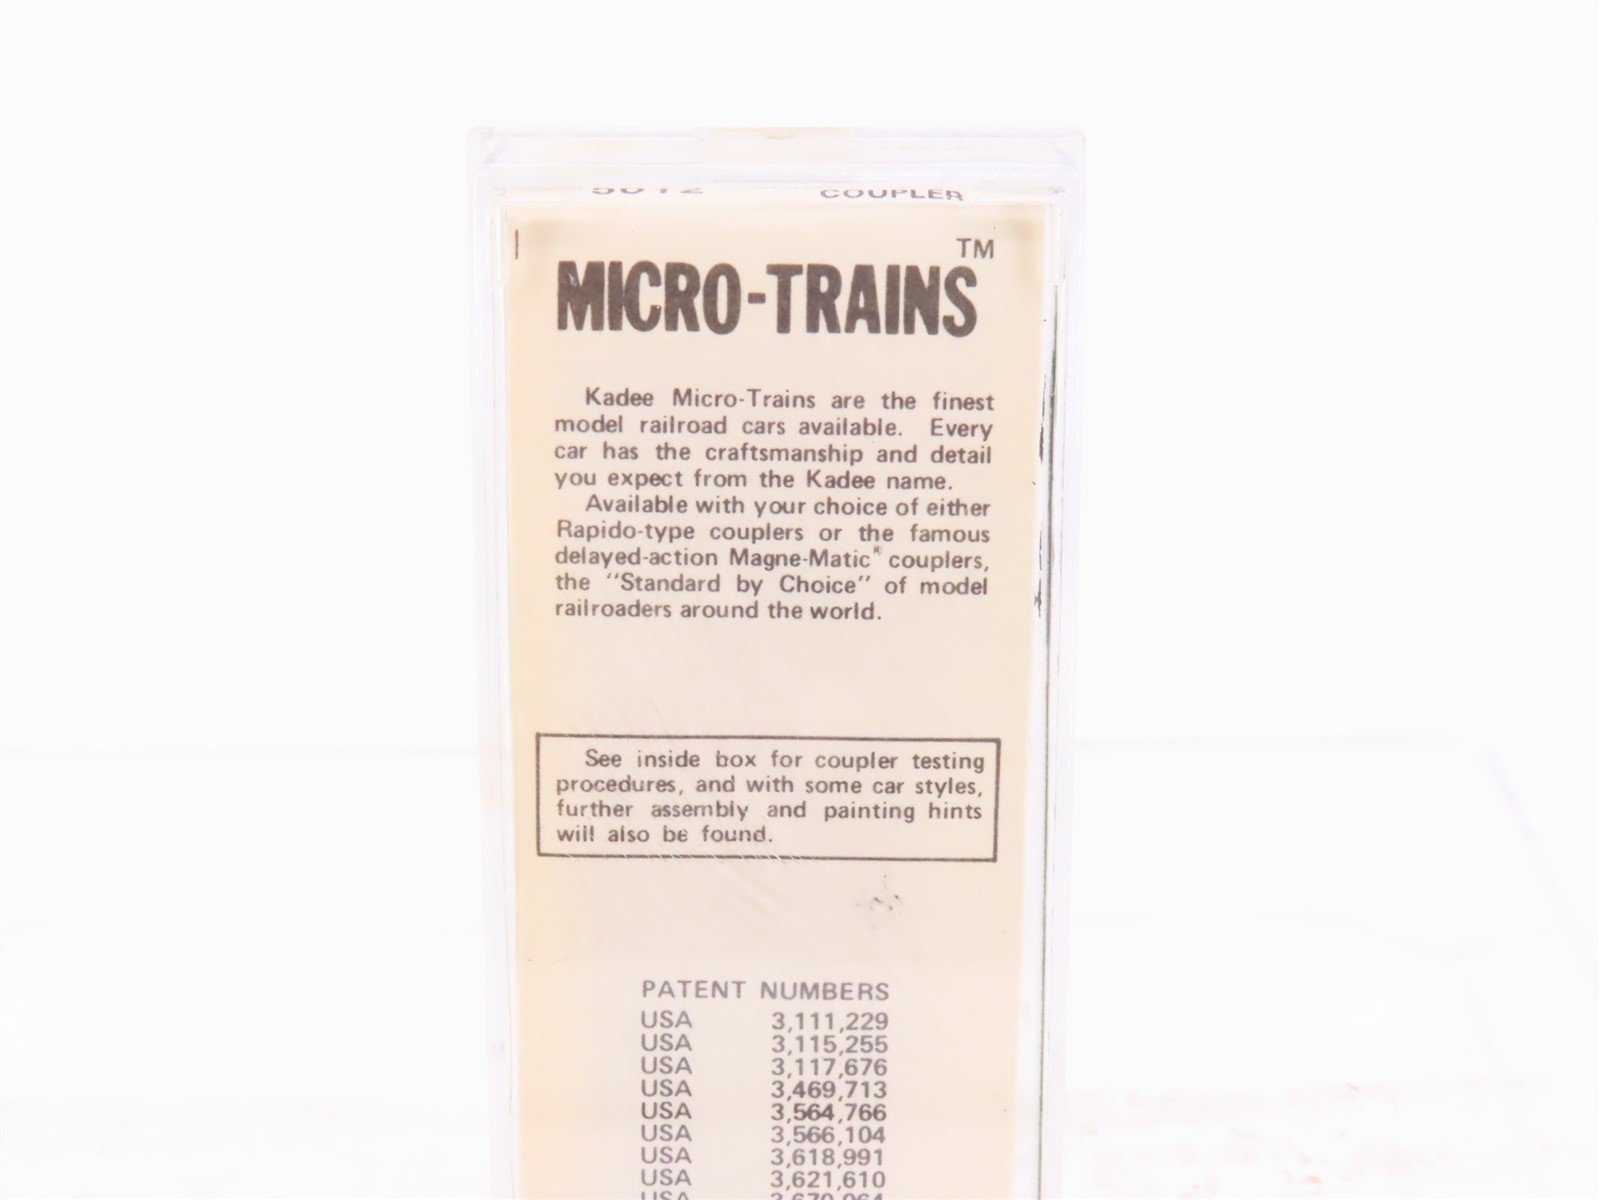 COUPLER
TM
MICRO-TRAINS
Kadee Micro-Trains are the finest
model railroad cars available. Every
car has the craftsmanship and detail
you expect from the Kadee name.
Available with your choice of either
Rapido-type couplers or the famous
delayed-action Magne-Matic® couplers,
the "Standard by Choice" of model
railroaders around the world.
See inside box for coupler testing
procedures, and with some car styles,
further assembly and painting hints
will also be found.
PATENT NUMBERS
USA 3,111,229
USA 3,115,255
USA 3,117,676
USA 3,469,713
USA 3,564,766
USA 3,566,104
USA 3,618,991
USA 3,621,610
USA